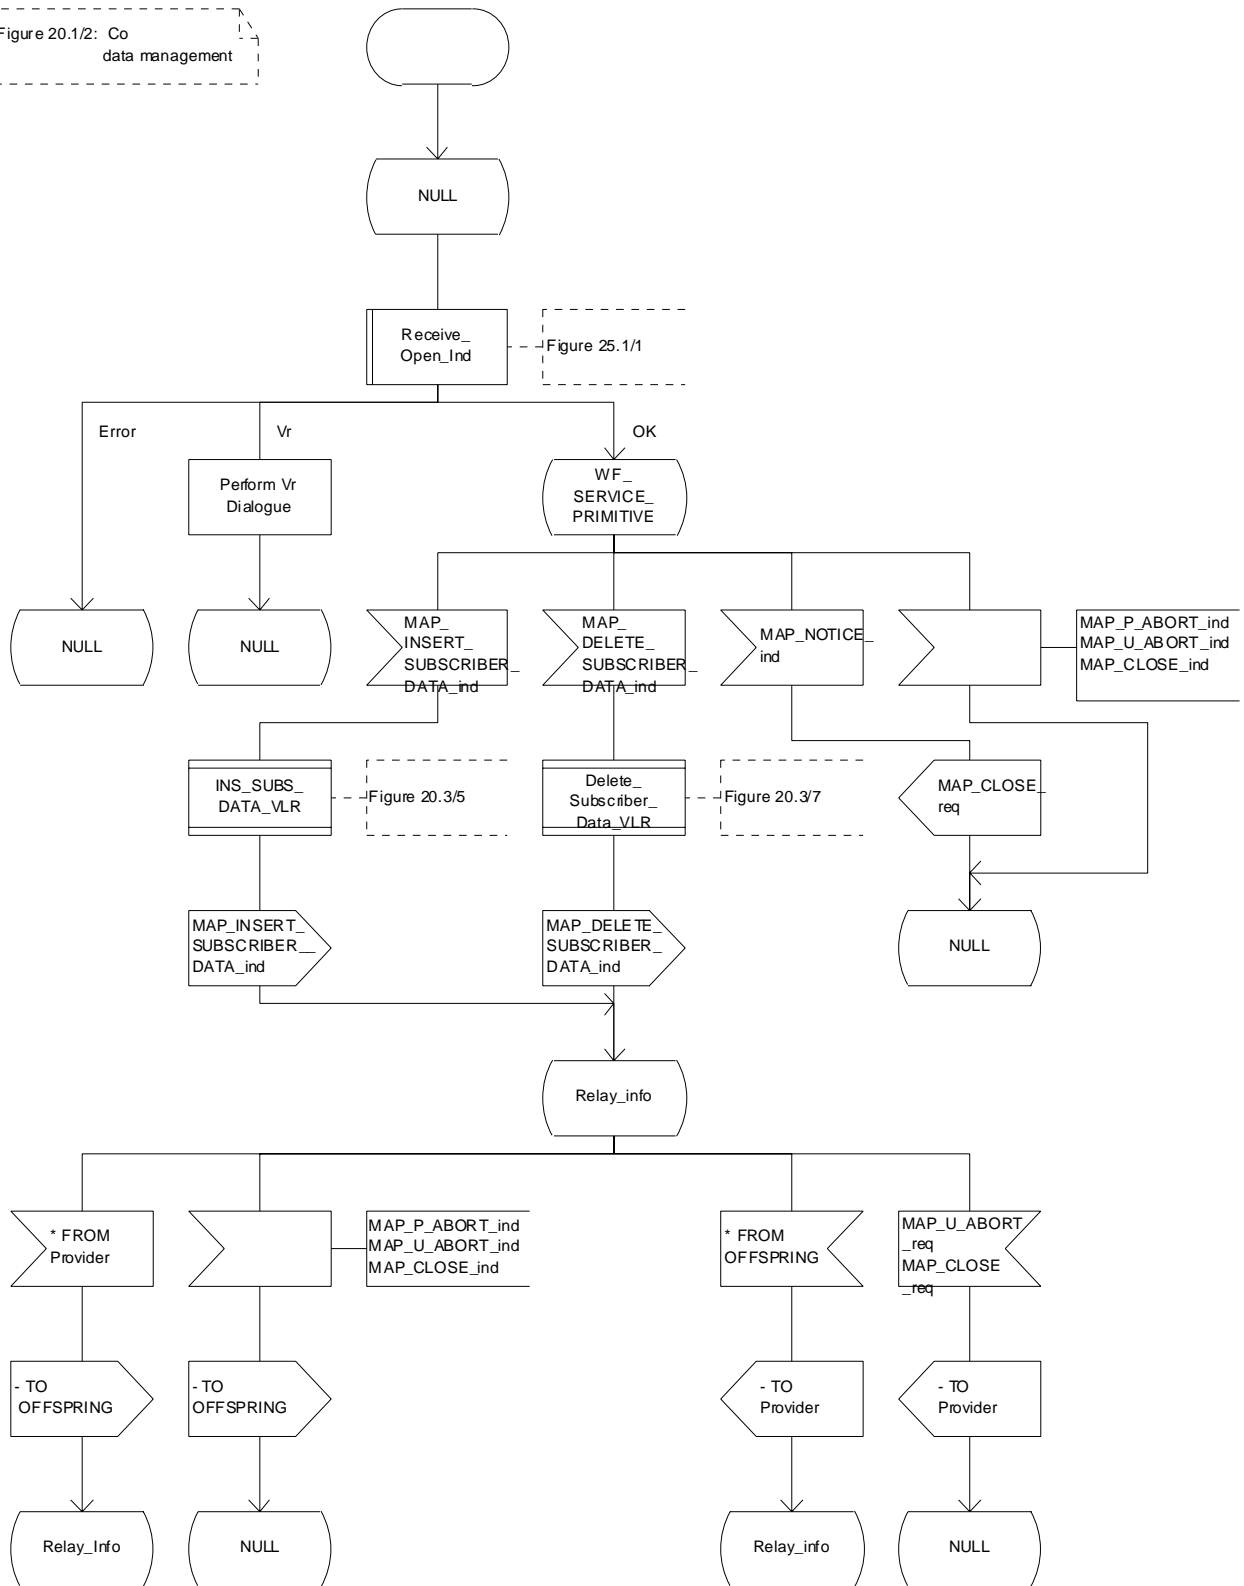 Figure 20.1/2: Co
data management
NULL
Receive_
Open_Ind
Figure 25.1/1
Error
Vr
OK
Perform Vr
Dialogue
WF_
SERVICE_
PRIMITIVE
NULL
NULL
MAP_
INSERT_
SUBSCRIBER_
DATA_ind
MAP_
DELETE_
SUBSCRIBER_
DATA_ind
MAP_NOTICE_
ind
MAP_P_ABORT_ind
MAP_U_ABORT_ind
MAP_CLOSE_ind
INS_SUBS_
DATA_VLR
Figure 20.3/5
Delete_
Subscriber_
Data_VLR
Figure 20.3/7
MAP_CLOSE_
req
MAP_INSERT_
SUBSCRIBER__
DATA_ind
MAP_DELETE_
SUBSCRIBER_
DATA_ind
NULL
Relay_info
* FROM
Provider
MAP_P_ABORT_ind
MAP_U_ABORT_ind
MAP_CLOSE_ind
* FROM
OFFSPRING
MAP_U_ABORT
_req
MAP_CLOSE
_req
- TO
OFFSPRING
- TO
OFFSPRING
- TO
Provider
- TO
Provider
Relay_Info
NULL
Relay_info
NULL